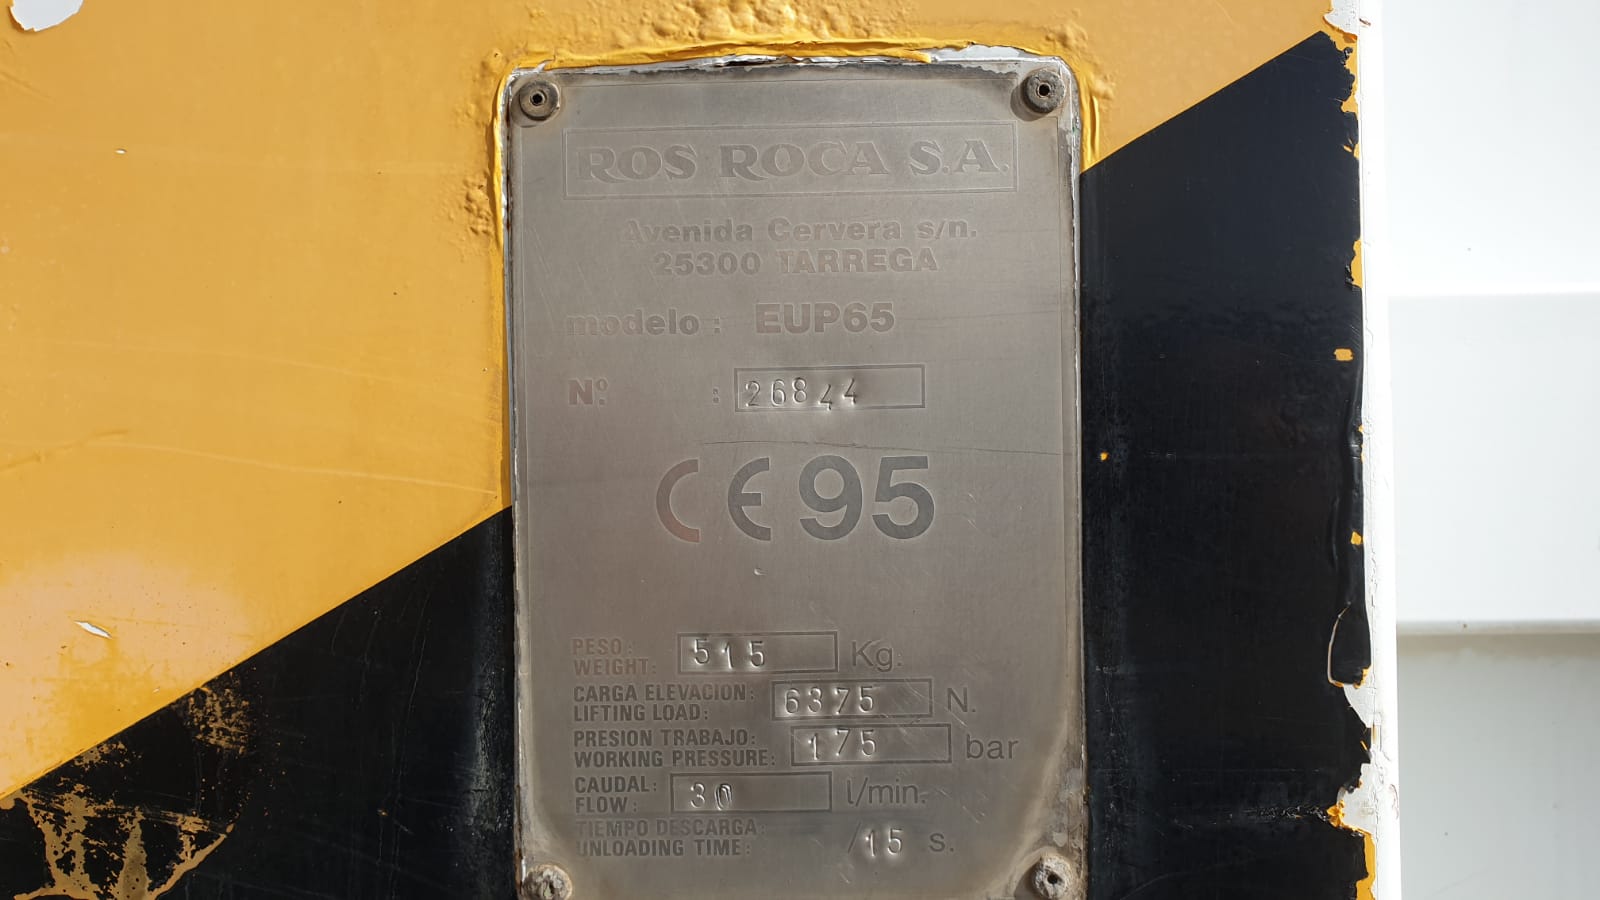 ROS ROCA S.A.
Avenida Cervera s/n.
25300 TARREGA
modelo: EUP65
Nº: : 26844
CE 95
PESO:
WEIGHT: 515 Kg.
CARGA ELEVACION:
LIFTING LOAD: 6375 N.
PRESION TRABAJO:
WORKING PRESSURE: 175 bar
CAUDAL:
FLOW: 30 l/min.
TIEMPO DESCARGA:
UNLOADING TIME: /15 s.